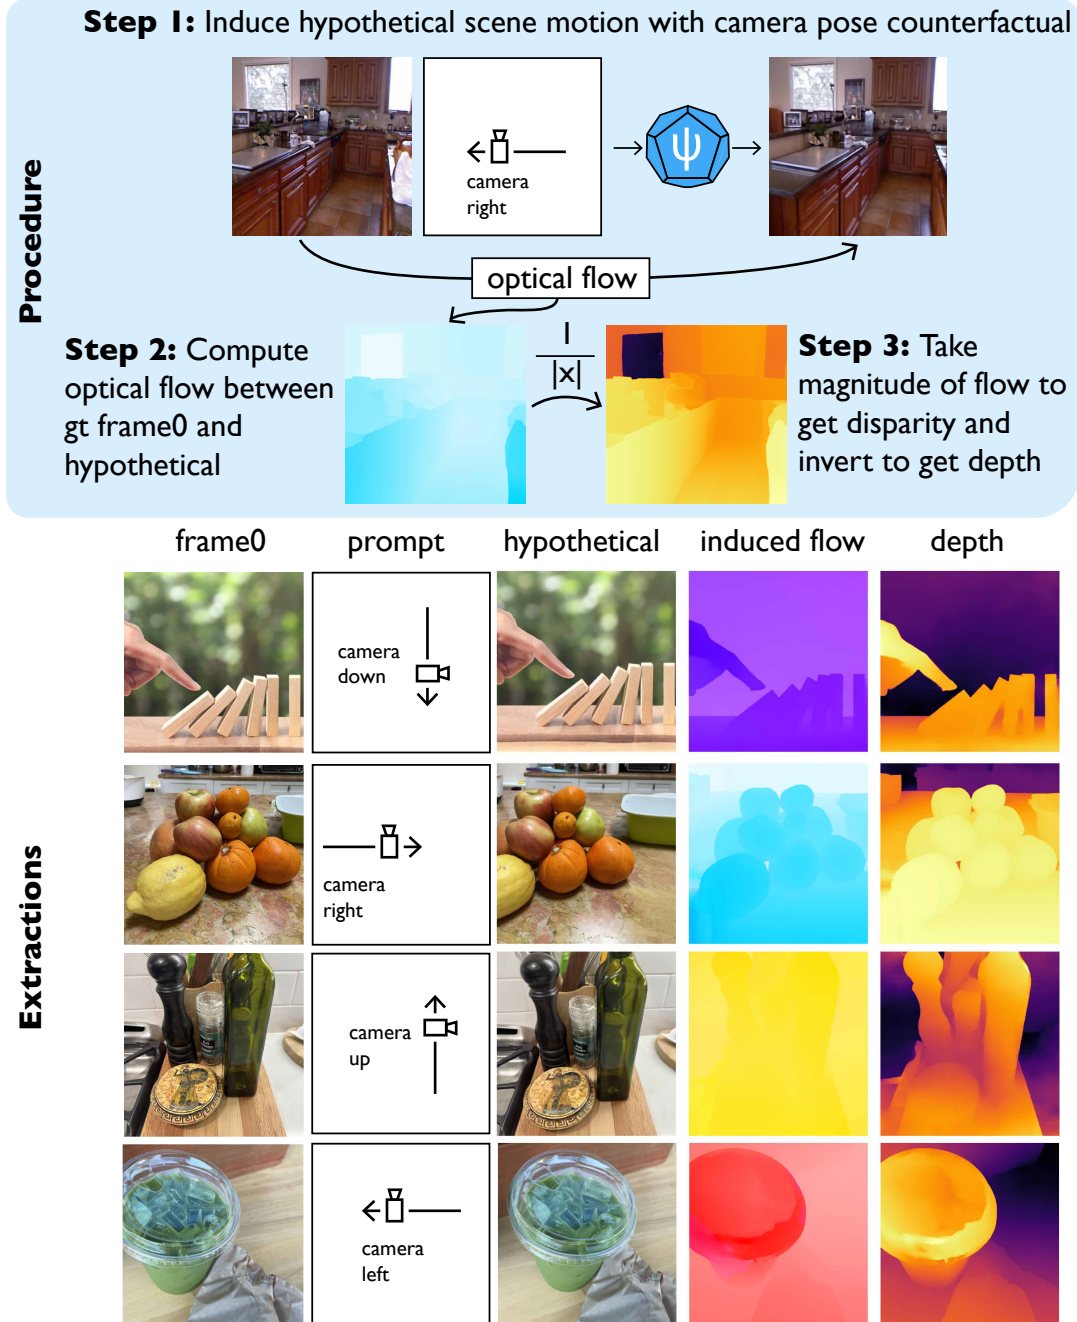 Step 1: Induce hypothetical scene motion with camera pose counterfactual
Procedure
camera
right
ψ
optical flow
Step 2: Compute
optical flow between
gt frame0 and
hypothetical
1
|x|
Step 3: Take
magnitude of flow to
get disparity and
invert to get depth
frame0 prompt hypothetical induced flow depth
Extractions
camera
down
camera
right
camera
up
camera
left